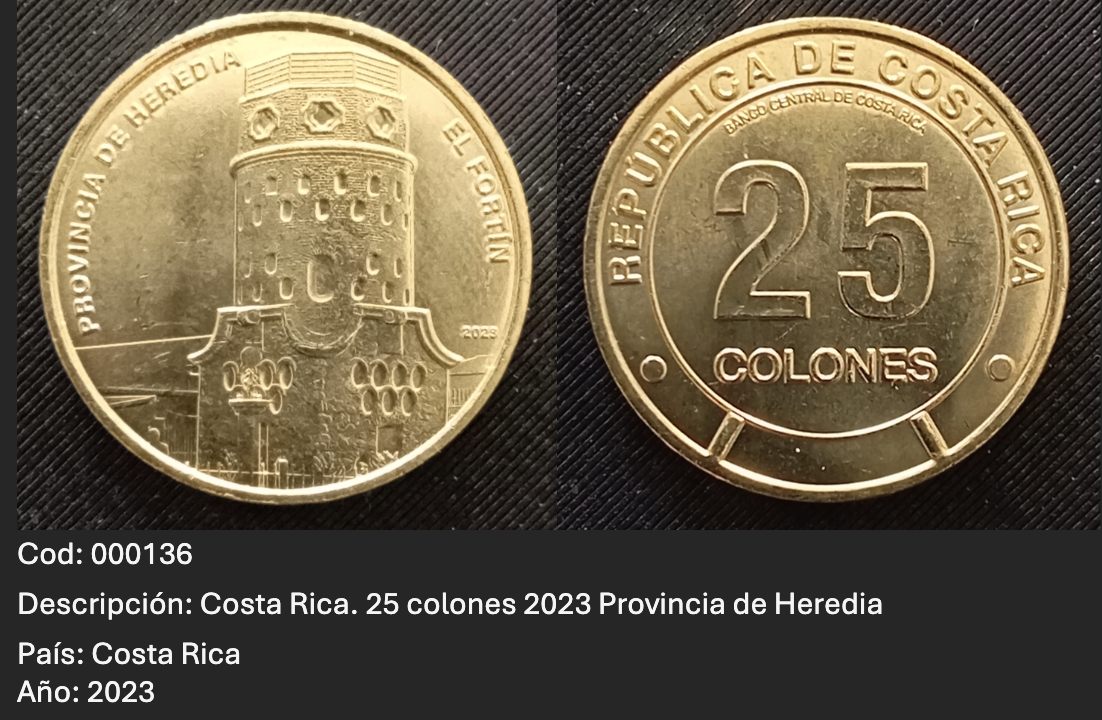 PROVINCIA DE HEREDIA
EL FORTÍN
2023
REPÚBLICA DE COSTA RICA
BANCO CENTRAL DE COSTA RICA
25
COLONES
Cod: 000136
Descripción: Costa Rica. 25 colones 2023 Provincia de Heredia
País: Costa Rica
Año: 2023